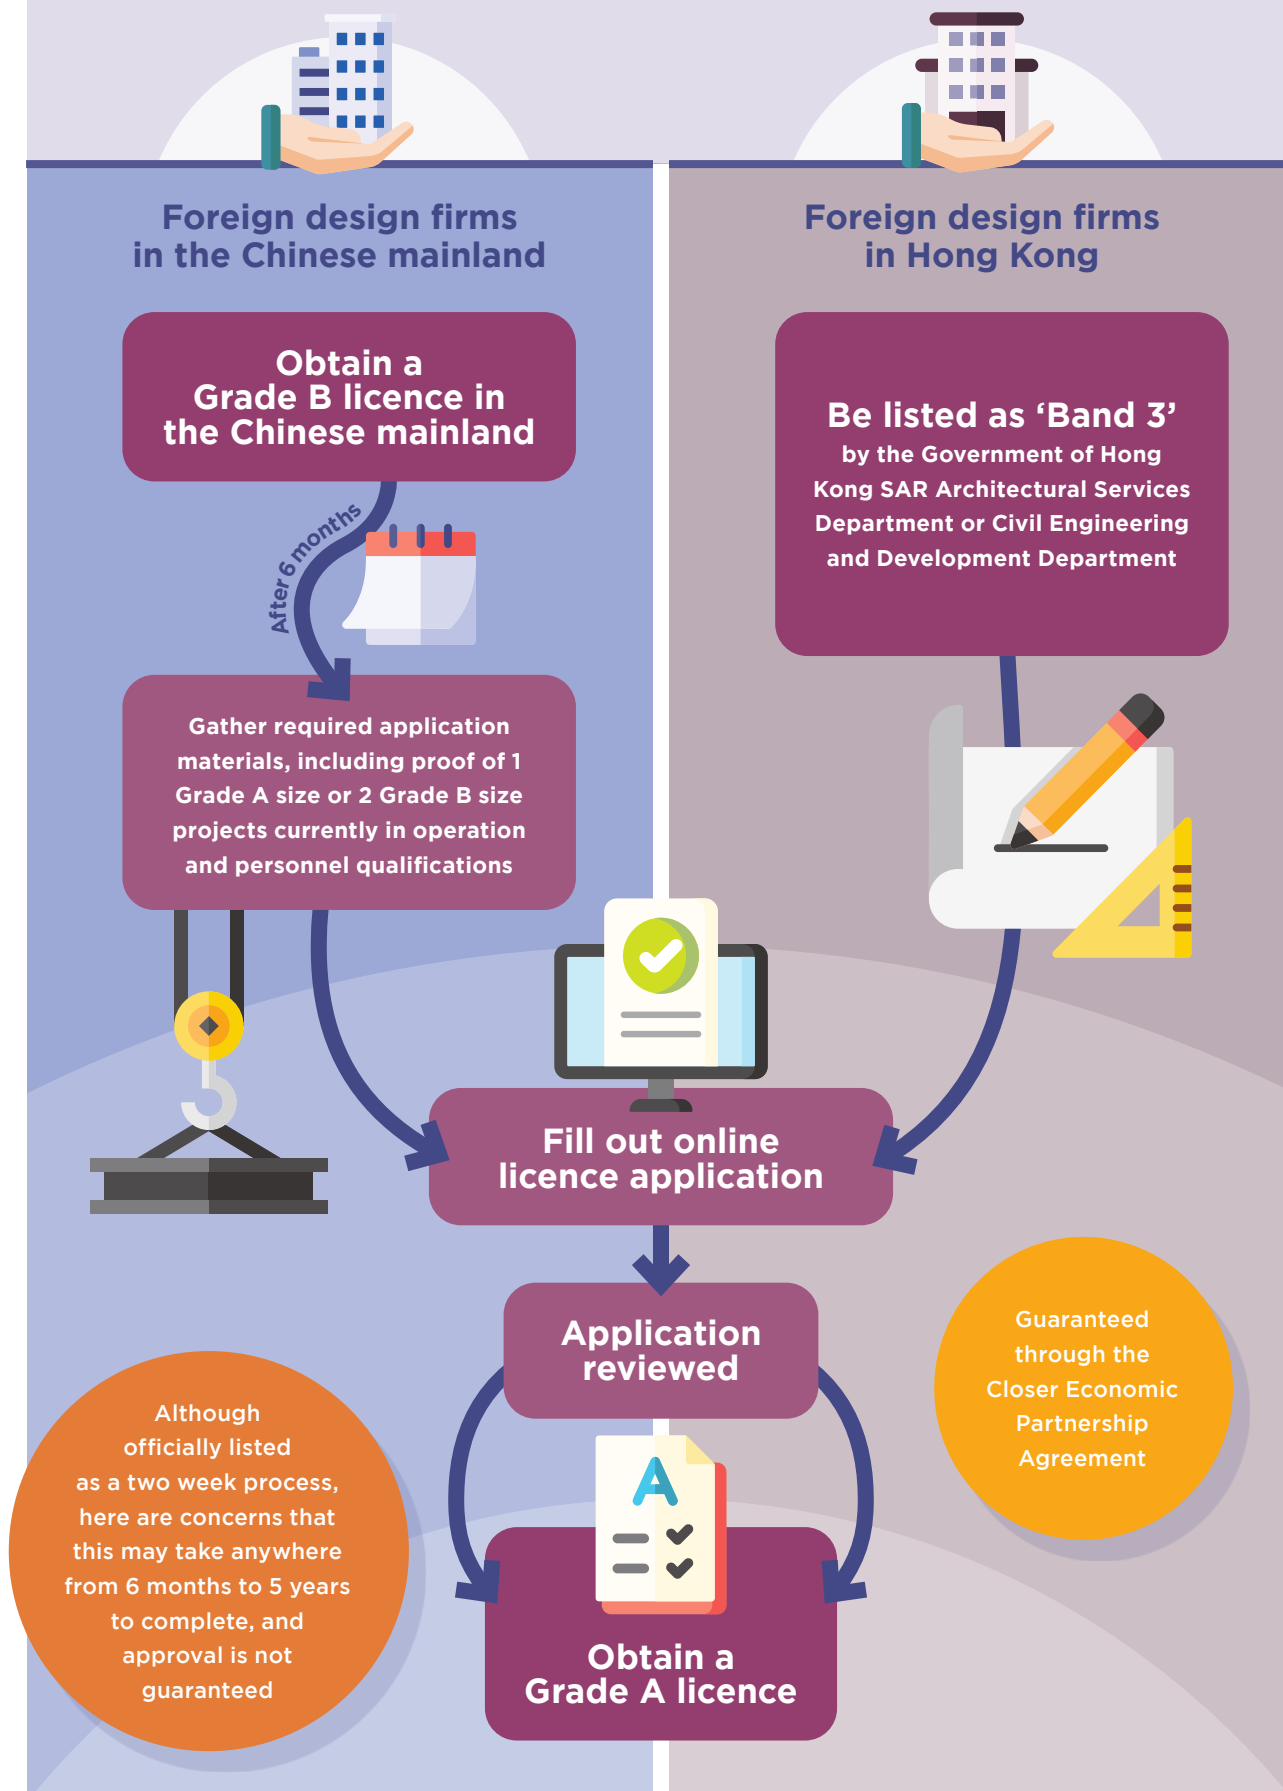 Foreign design firms
in the Chinese mainland
Obtain a
Grade B licence in
the Chinese mainland
After 6 months
Gather required application
materials, including proof of 1
Grade A size or 2 Grade B size
projects currently in operation
and personnel qualifications
Foreign design firms
in Hong Kong
Be listed as ‘Band 3’
by the Government of Hong
Kong SAR Architectural Services
Department or Civil Engineering
and Development Department
Fill out online
licence application
Application
reviewed
Although
officially listed
as a two week process,
here are concerns that
this may take anywhere
from 6 months to 5 years
to complete, and
approval is not
guaranteed
Guaranteed
through the
Closer Economic
Partnership
Agreement
A
Obtain a
Grade A licence